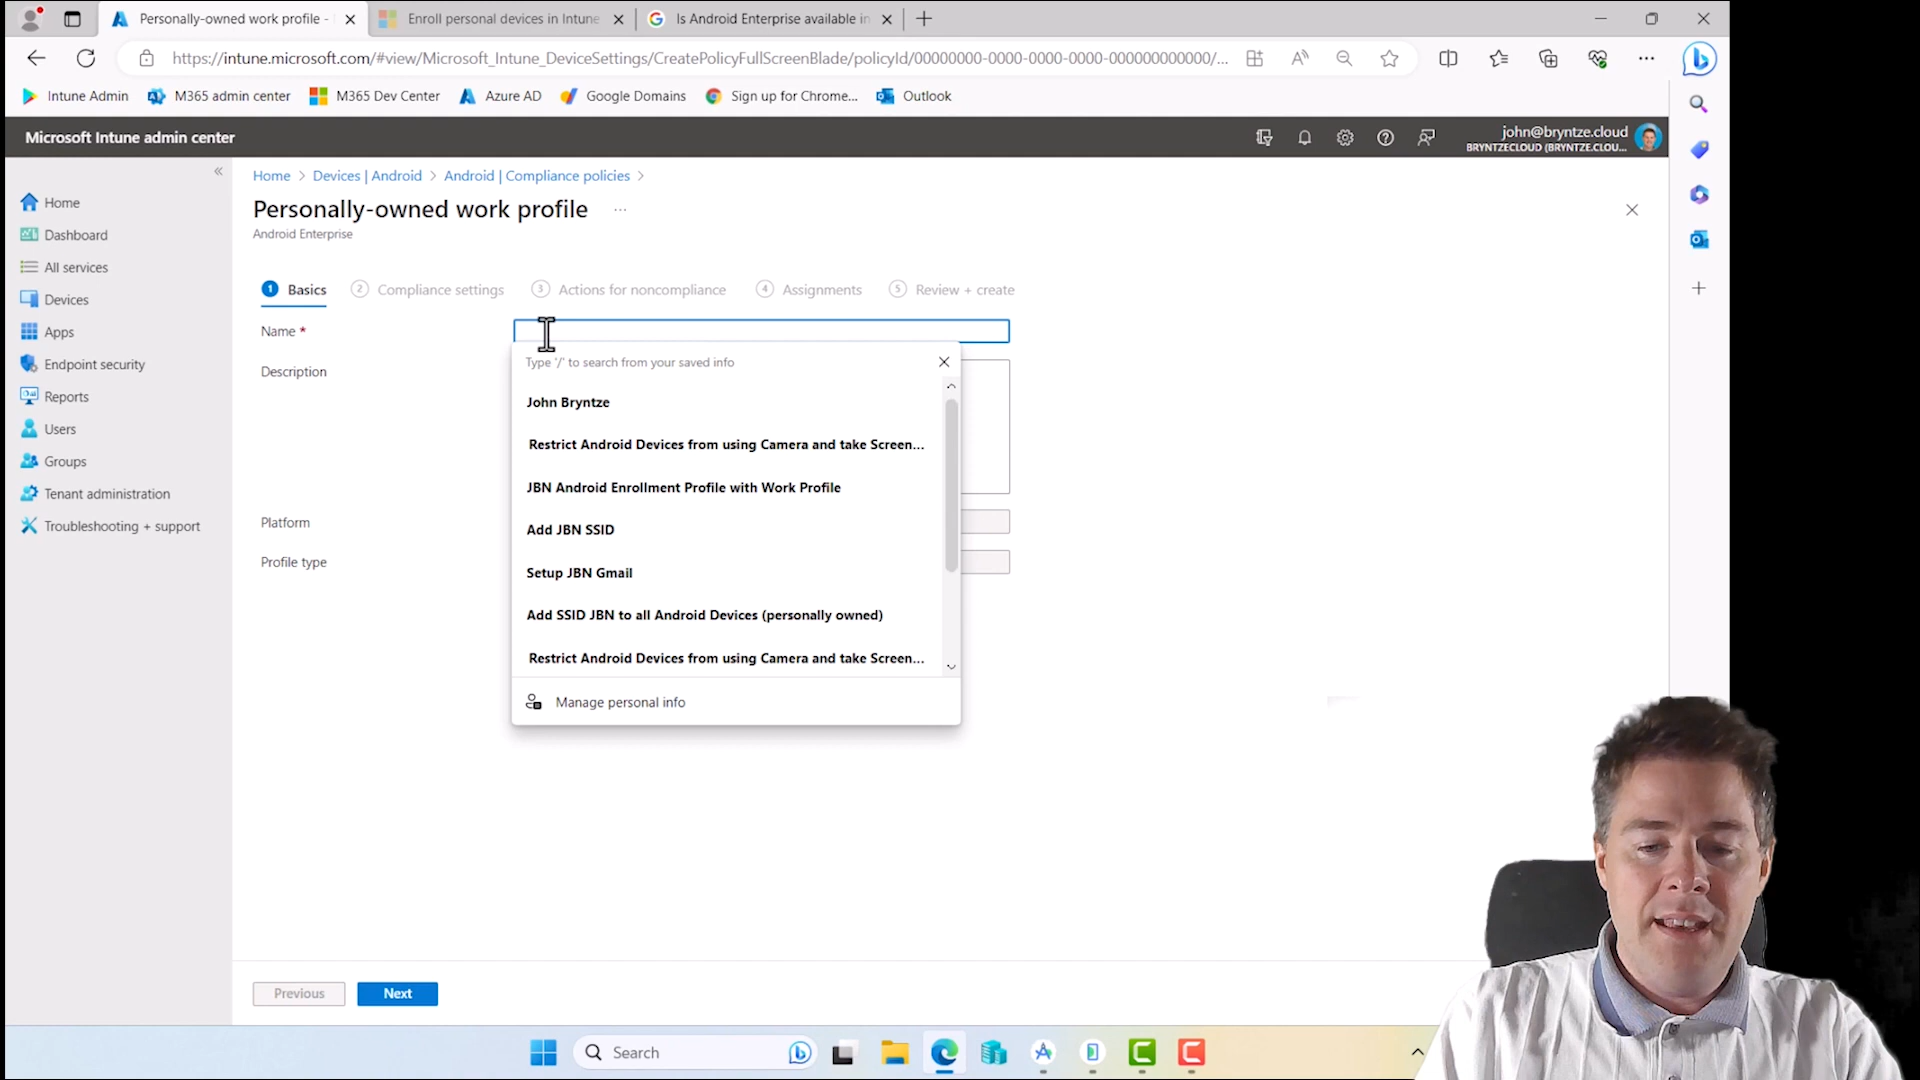 Personally-owned work profile -
Enroll personal devices in Intune
Is Android Enterprise available in
https://intune.microsoft.com/#view/Microsoft_Intune_DeviceSettings/CreatePolicyFullScreenBlade/policyId/00000000-0000-0000-0000-000000000000/...
Intune Admin
M365 admin center
M365 Dev Center
Azure AD
Google Domains
Sign up for Chrome...
Outlook
Microsoft Intune admin center
john@bryntze.cloud
BRYNTZECLOUD (BRYNTZE.CLOU...
Home
Dashboard
All services
Devices
Apps
Endpoint security
Reports
Users
Groups
Tenant administration
Troubleshooting + support
Home > Devices | Android > Android | Compliance policies >
Personally-owned work profile ...
Android Enterprise
1 Basics
2 Compliance settings
3 Actions for noncompliance
4 Assignments
5 Review + create
Name *
Description
Platform
Profile type
Type '/' to search from your saved info
John Bryntze
Restrict Android Devices from using Camera and take Screen...
JBN Android Enrollment Profile with Work Profile
Add JBN SSID
Setup JBN Gmail
Add SSID JBN to all Android Devices (personally owned)
Restrict Android Devices from using Camera and take Screen...
Manage personal info
Previous
Next
Search